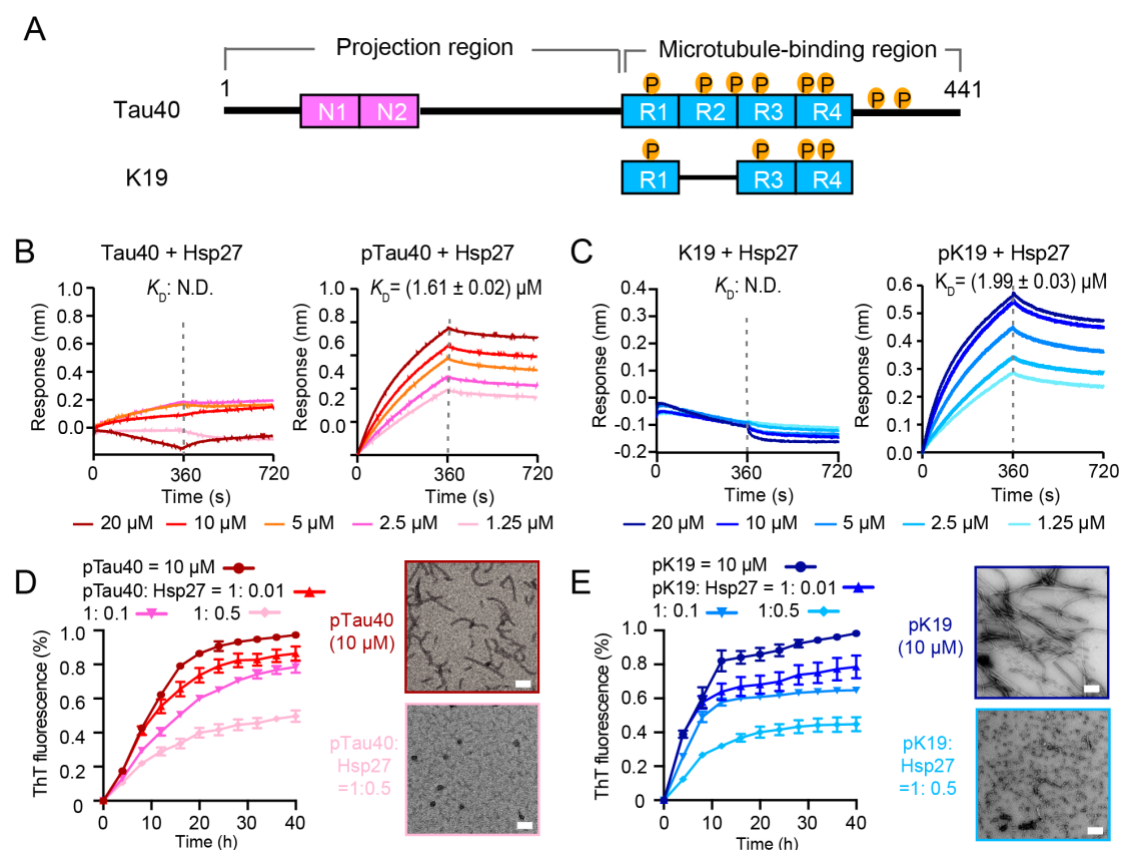 A
Projection region
Microtubule-binding region
1
441
Tau40
N1 N2
R1 R2 R3 R4
P P P P P P P P
K19
R1 R3 R4
P P P P
B
Tau40 + Hsp27
KD: N.D.
Response (nm)
1.0
0.8
0.6
0.4
0.2
0.0
0 360 720
Time (s)
pTau40 + Hsp27
KD= (1.61 ± 0.02) µM
Response (nm)
1.0
0.8
0.6
0.4
0.2
0.0
0 360 720
Time (s)
20 µM 10 µM 5 µM 2.5 µM 1.25 µM
C
K19 + Hsp27
KD: N.D.
Response (nm)
0.4
0.3
0.2
0.1
0.0
-0.1
-0.2
0 360 720
Time (s)
pK19 + Hsp27
KD= (1.99 ± 0.03) µM
Response (nm)
0.6
0.5
0.4
0.3
0.2
0.1
0.0
0 360 720
Time (s)
20 µM 10 µM 5 µM 2.5 µM 1.25 µM
D
pTau40 = 10 µM
pTau40: Hsp27 = 1: 0.01
1: 0.1 1: 0.5
ThT fluorescence (%)
1.0
0.8
0.6
0.4
0.2
0
0 10 20 30 40
Time (h)
pTau40
(10 µM)
pTau40:
Hsp27
=1:0.5
E
pK19 = 10 µM
pK19: Hsp27 = 1: 0.01
1: 0.1 1:0.5
ThT fluorescence (%)
1.0
0.8
0.6
0.4
0.2
0
0 10 20 30 40
Time (h)
pK19
(10 µM)
pK19:
Hsp27
=1: 0.5